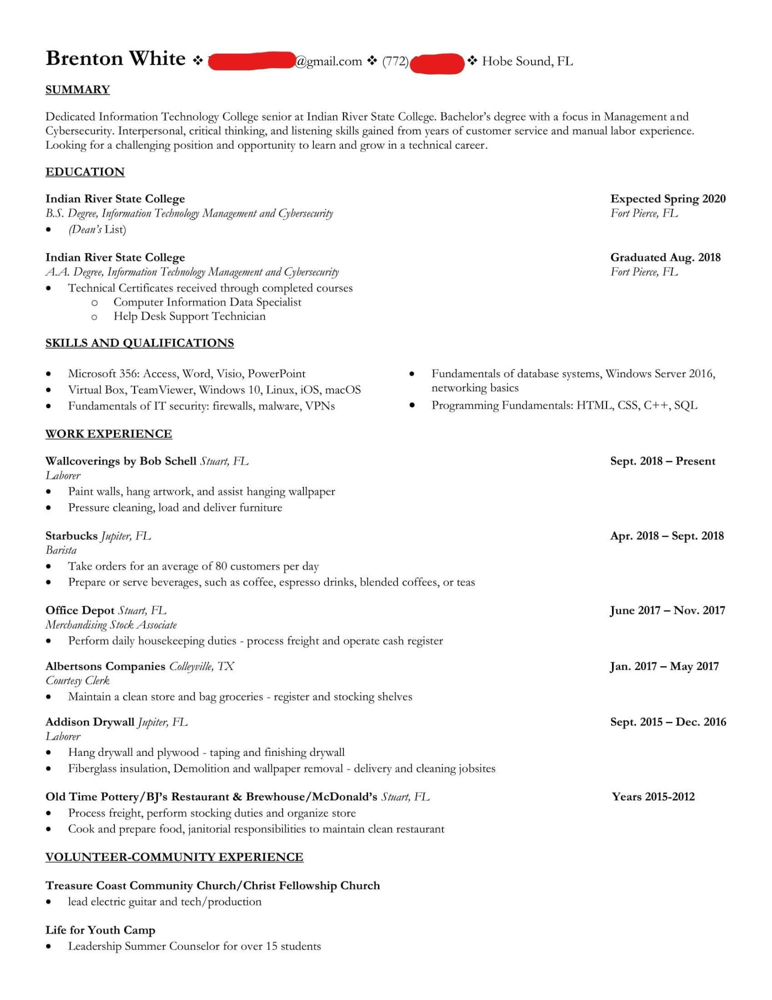 Brenton White ❖ @gmail.com ❖ (772) ❖ Hobe Sound, FL
SUMMARY
Dedicated Information Technology College senior at Indian River State College. Bachelor’s degree with a focus in Management and
Cybersecurity. Interpersonal, critical thinking, and listening skills gained from years of customer service and manual labor experience.
Looking for a challenging position and opportunity to learn and grow in a technical career.
EDUCATION
Indian River State College Expected Spring 2020
B.S. Degree, Information Technology Management and Cybersecurity Fort Pierce, FL
• (Dean’s List)
Indian River State College Graduated Aug. 2018
A.A. Degree, Information Technology Management and Cybersecurity Fort Pierce, FL
• Technical Certificates received through completed courses
o Computer Information Data Specialist
o Help Desk Support Technician
SKILLS AND QUALIFICATIONS
• Microsoft 356: Access, Word, Visio, PowerPoint
• Virtual Box, TeamViewer, Windows 10, Linux, iOS, macOS
• Fundamentals of IT security: firewalls, malware, VPNs
• Fundamentals of database systems, Windows Server 2016,
networking basics
• Programming Fundamentals: HTML, CSS, C++, SQL
WORK EXPERIENCE
Wallcoverings by Bob Schell Stuart, FL Sept. 2018 – Present
Laborer
• Paint walls, hang artwork, and assist hanging wallpaper
• Pressure cleaning, load and deliver furniture
Starbucks Jupiter, FL Apr. 2018 – Sept. 2018
Barista
• Take orders for an average of 80 customers per day
• Prepare or serve beverages, such as coffee, espresso drinks, blended coffees, or teas
Office Depot Stuart, FL June 2017 – Nov. 2017
Merchandising Stock Associate
• Perform daily housekeeping duties - process freight and operate cash register
Albertsons Companies Colleyville, TX Jan. 2017 – May 2017
Courtesy Clerk
• Maintain a clean store and bag groceries - register and stocking shelves
Addison Drywall Jupiter, FL Sept. 2015 – Dec. 2016
Laborer
• Hang drywall and plywood - taping and finishing drywall
• Fiberglass insulation, Demolition and wallpaper removal - delivery and cleaning jobsites
Old Time Pottery/BJ’s Restaurant & Brewhouse/McDonald’s Stuart, FL Years 2015-2012
• Process freight, perform stocking duties and organize store
• Cook and prepare food, janitorial responsibilities to maintain clean restaurant
VOLUNTEER-COMMUNITY EXPERIENCE
Treasure Coast Community Church/Christ Fellowship Church
• lead electric guitar and tech/production
Life for Youth Camp
• Leadership Summer Counselor for over 15 students